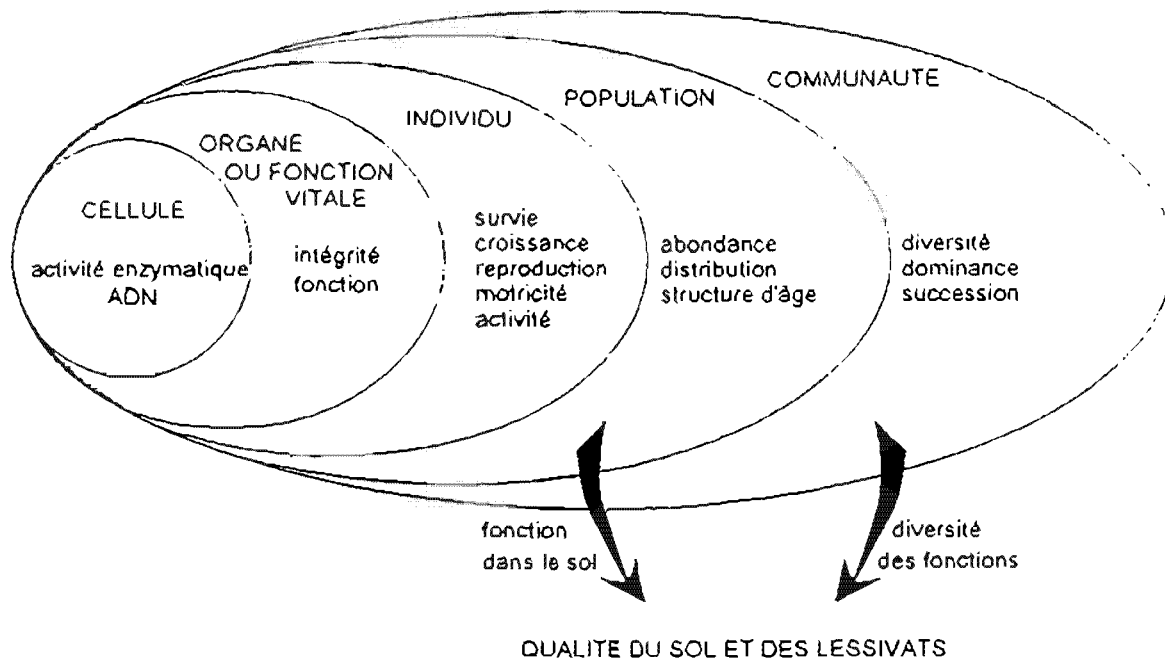 COMMUNAUTE
POPULATION
INDIVIDU
ORGANE
OU FONCTION
VITALE
CELLULE
activité enzymatique
ADN
intégrité
fonction
survie
croissance
reproduction
motricité
activité
abondance
distribution
structure d'âge
diversité
dominance
succession
fonction
dans le sol
diversité
des fonctions
QUALITE DU SOL ET DES LESSIVATS